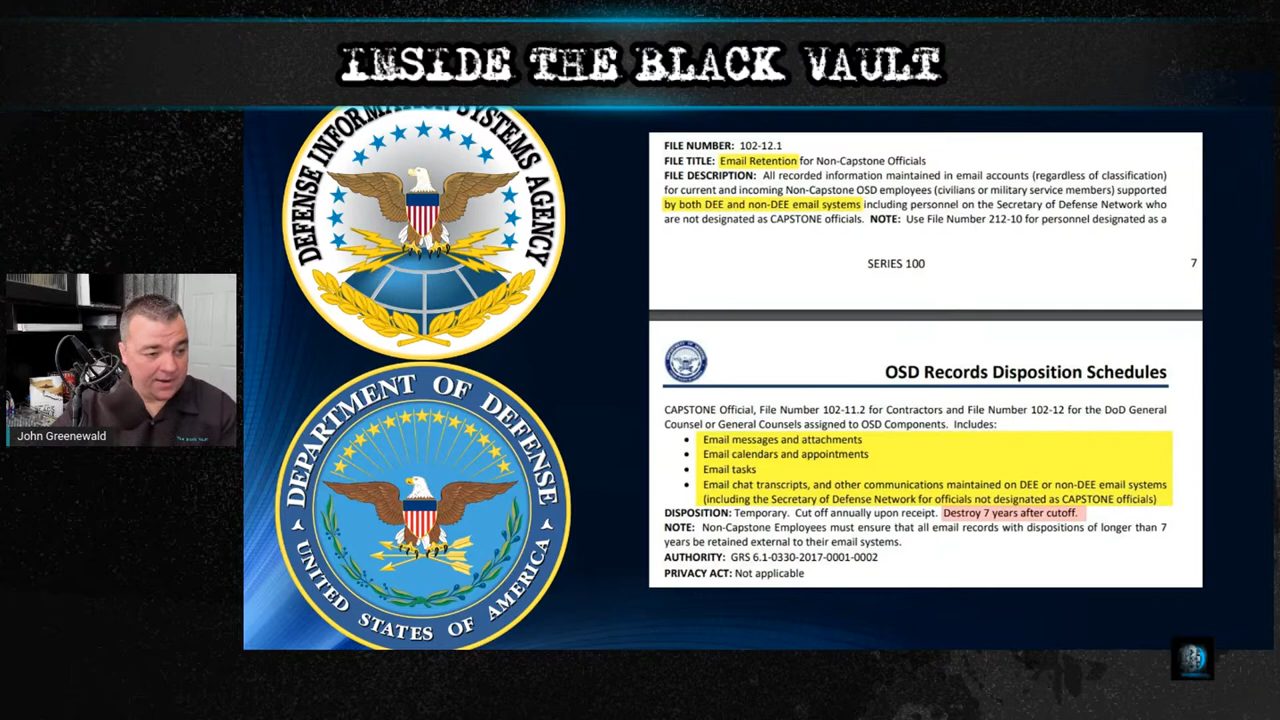 INSIDE THE BLACK VAULT
DEFENSE INFORMATION SYSTEMS AGENCY
DEPARTMENT OF DEFENSE
UNITED STATES OF AMERICA
John Greenewald
FILE NUMBER: 102-12.1
FILE TITLE: Email Retention for Non-Capstone Officials
FILE DESCRIPTION: All recorded information maintained in email accounts (regardless of classification)
for current and incoming Non-Capstone OSD employees (civilians or military service members) supported
by both DEE and non-DEE email systems including personnel on the Secretary of Defense Network who
are not designated as CAPSTONE officials. NOTE: Use File Number 212-10 for personnel designated as a
SERIES 100 7
OSD Records Disposition Schedules
CAPSTONE Official, File Number 102-11.2 for Contractors and File Number 102-12 for the DoD General
Counsel or General Counsels assigned to OSD Components. Includes:
• Email messages and attachments
• Email calendars and appointments
• Email tasks
• Email chat transcripts, and other communications maintained on DEE or non-DEE email systems
(including the Secretary of Defense Network for officials not designated as CAPSTONE officials)
DISPOSITION: Temporary. Cut off annually upon receipt. Destroy 7 years after cutoff.
NOTE: Non-Capstone Employees must ensure that all email records with dispositions of longer than 7
years be retained external to their email systems.
AUTHORITY: GRS 6.1-0330-2017-0001-0002
PRIVACY ACT: Not applicable